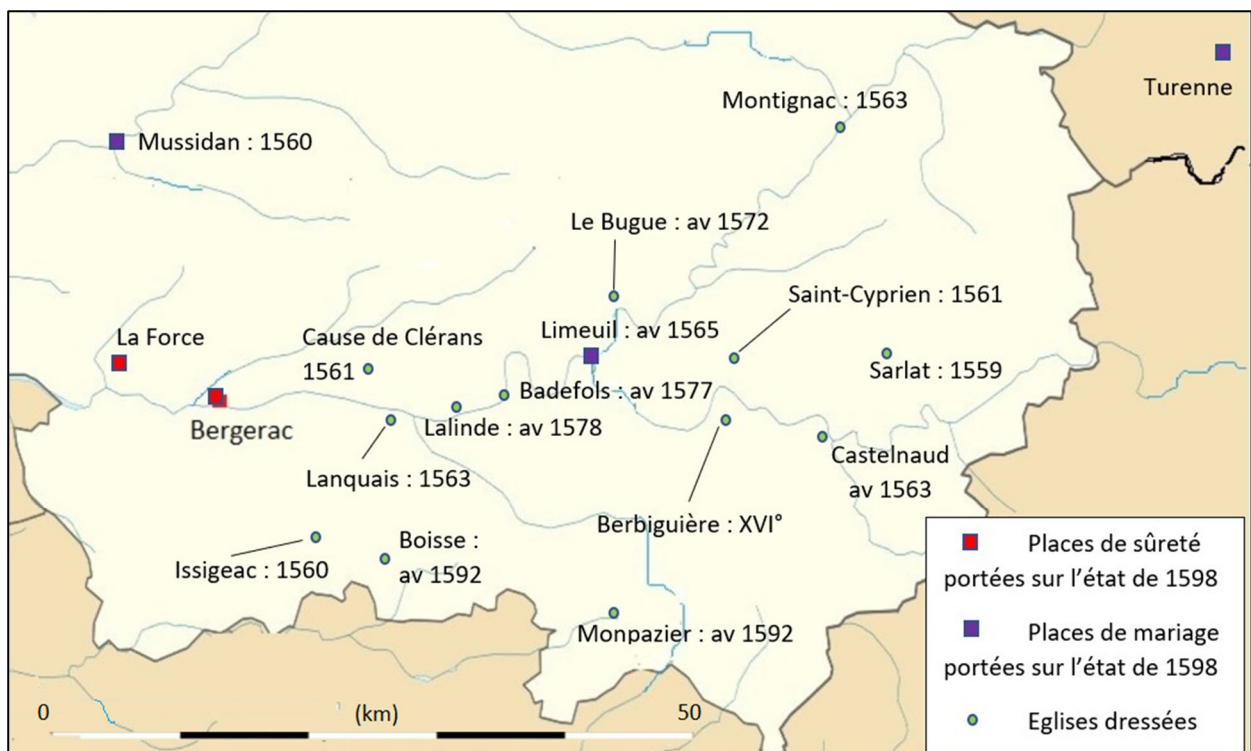 Turenne
Montignac : 1563
Mussidan : 1560
Le Bugue : av 1572
Saint-Cyprien : 1561
La Force
Cause de Clérans
1561
Limeuil : av 1565
Sarlat : 1559
Badefols : av 1577
Bergerac
Lalinde : av 1578
Castelnaud
av 1563
Lanquais : 1563
Berbiguière : XVI°
Boisse :
av 1592
Issigeac : 1560
Monpazier : av 1592
Places de sûreté
portées sur l’état de 1598
Places de mariage
portées sur l’état de 1598
Eglises dressées
0 (km) 50